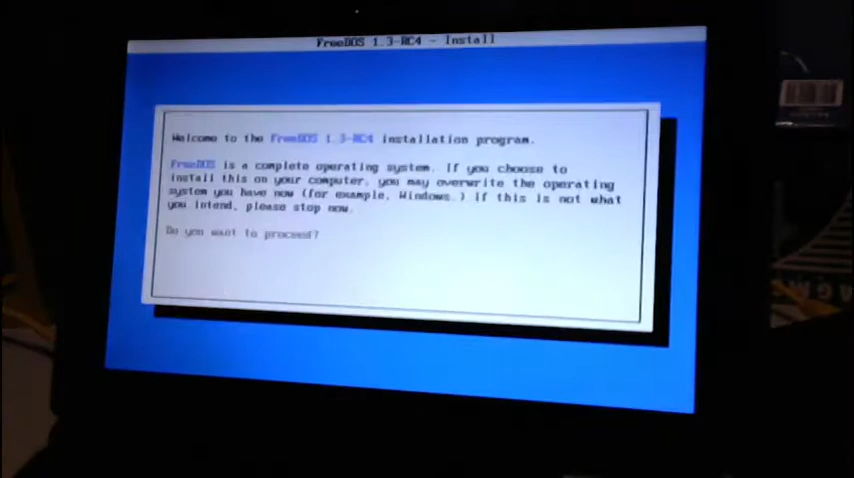 FreeDOS 1.3-RC4 - Install
Welcome to the FreeDOS 1.3-RC4 installation program.
FreeDOS is a complete operating system. If you choose to
install this on your computer, you may overwrite the operating
system you have now (for example, Windows.) If this is not what
you intend, please stop now.
Do you want to proceed?